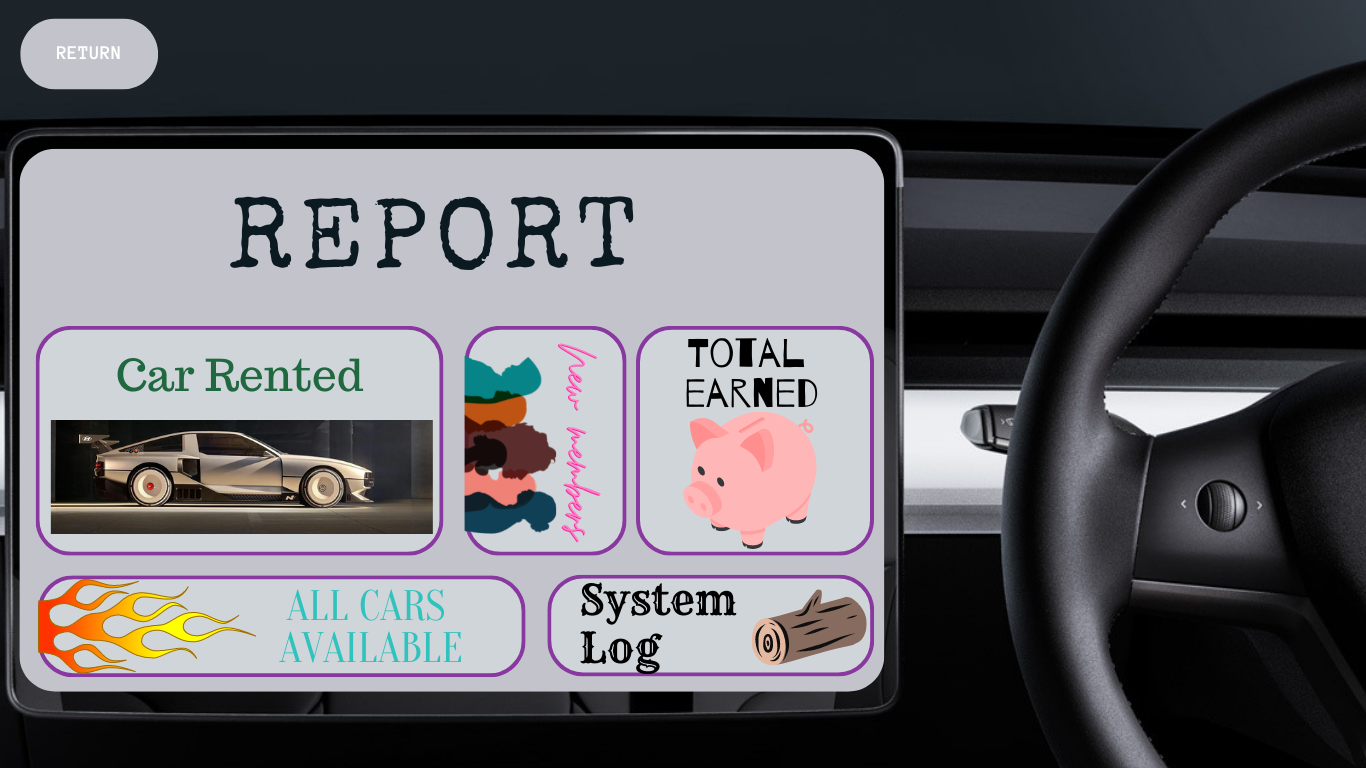 RETURN
REPORT
Car Rented
New members
TOTAL
EARNED
ALL CARS
AVAILABLE
System
Log